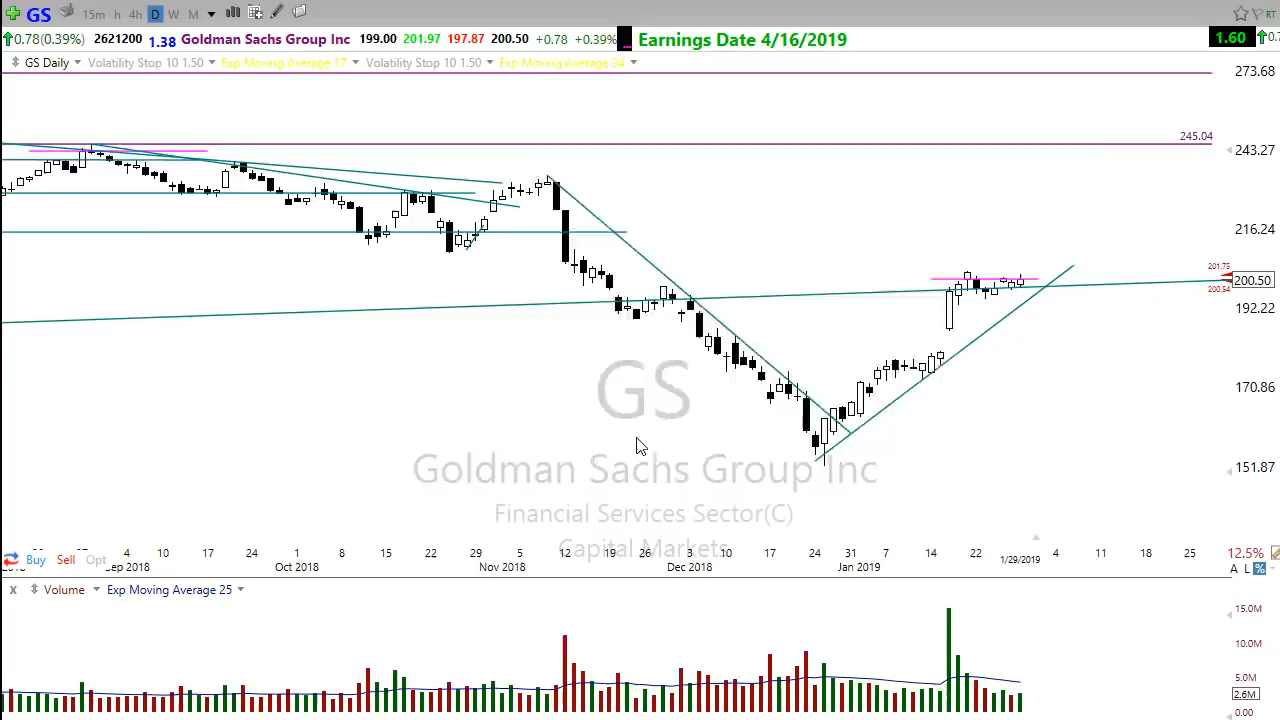 GS 15m h 4h D W M RT
0.78(0.39%) 2621200 1.38 Goldman Sachs Group Inc 199.00 201.97 197.87 200.50 +0.78 +0.39% Earnings Date 4/16/2019 1.60
GS Daily Volatility Stop 10 1.50 Exp Moving Average 17 Volatility Stop 10 1.50 Exp Moving Average 34
273.68
245.04
243.27
216.24
201.75
200.50
200.54
192.22
170.86
GS
151.87
Goldman Sachs Group Inc
Financial Services Sector(C)
Capital Markets
4 10 17 24 1 8 15 22 29 5 12 19 26 3 10 17 24 31 7 14 22 1/29/2019 4 11 18 25 12.5%
Buy Sell Opt
Sep 2018 Oct 2018 Nov 2018 Dec 2018 Jan 2019 A L %
x Volume Exp Moving Average 25
15.0M
10.0M
5.0M
2.6M
0.00